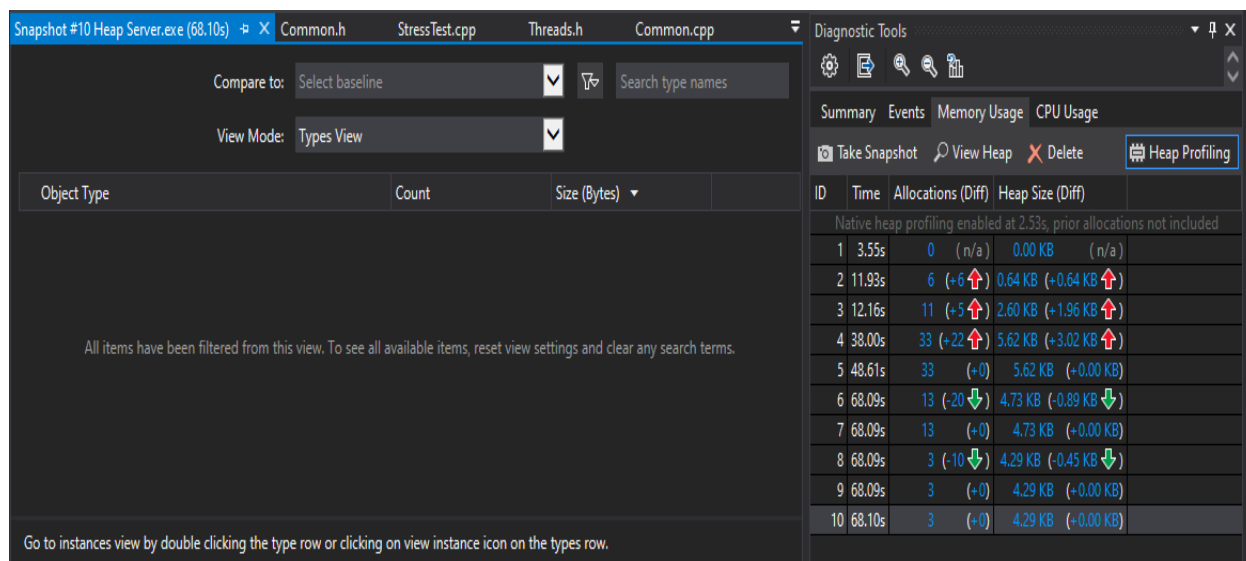 Snapshot #10 Heap Server.exe (68.10s) Common.h StressTest.cpp Threads.h Common.cpp
Compare to: Select baseline Search type names
View Mode: Types View
Object Type Count Size (Bytes)
All items have been filtered from this view. To see all available items, reset view settings and clear any search terms.
Go to instances view by double clicking the type row or clicking on view instance icon on the types row.
Diagnostic Tools
Summary Events Memory Usage CPU Usage
Take Snapshot View Heap Delete Heap Profiling
ID Time Allocations (Diff) Heap Size (Diff)
Native heap profiling enabled at 2.53s, prior allocations not included
1 3.55s 0 (n/a) 0.00 KB (n/a)
2 11.93s 6 (+6) 0.64 KB (+0.64 KB)
3 12.16s 11 (+5) 2.60 KB (+1.96 KB)
4 38.00s 33 (+22) 5.62 KB (+3.02 KB)
5 48.61s 33 (+0) 5.62 KB (+0.00 KB)
6 68.09s 13 (-20) 4.73 KB (-0.89 KB)
7 68.09s 13 (+0) 4.73 KB (+0.00 KB)
8 68.09s 3 (-10) 4.29 KB (-0.45 KB)
9 68.09s 3 (+0) 4.29 KB (+0.00 KB)
10 68.10s 3 (+0) 4.29 KB (+0.00 KB)